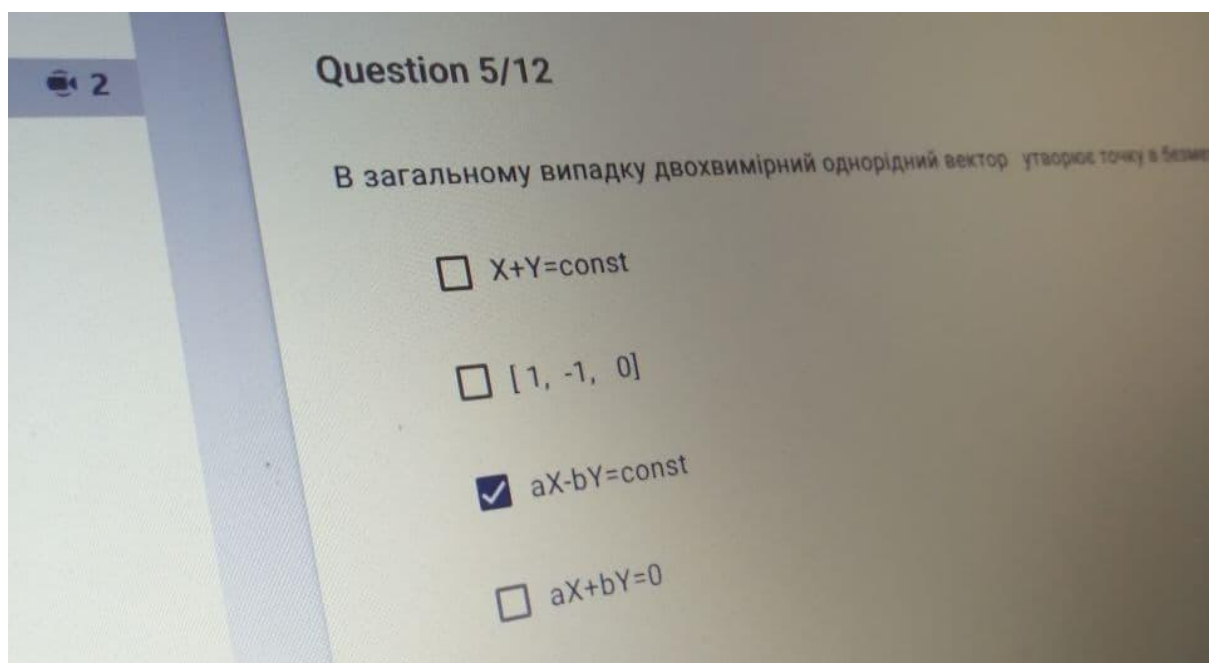 2
Question 5/12
В загальному випадку двохвимірний однорідний вектор утворює точку в
X+Y=const
[ 1, -1, 0]
aX-bY=const
aX+bY=0